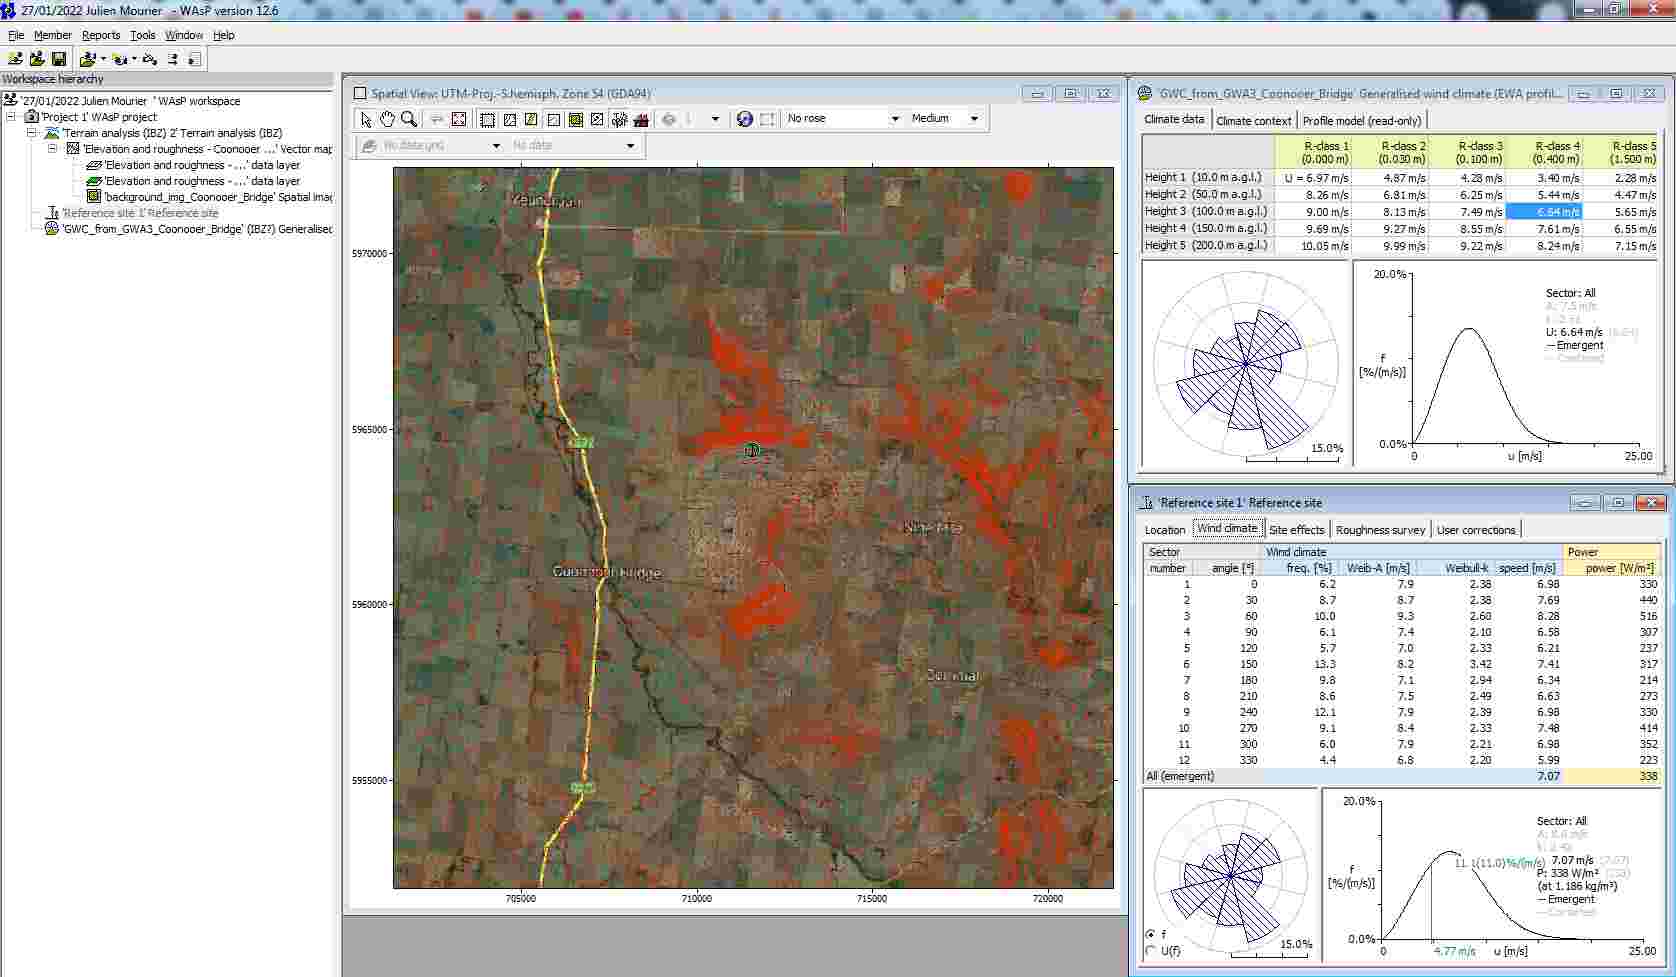 27/01/2022 Julien Mourier - WAsP version 12.6
File Member Reports Tools Window Help
Workspace hierarchy
'27/01/2022 Julien Mourier ' WAsP workspace
'Project 1' WAsP project
'Terrain analysis (IBZ) 2' Terrain analysis (IBZ)
'Elevation and roughness - Coonooer ...' Vector map
'Elevation and roughness - ...' data layer
'Elevation and roughness - ...' data layer
'background_img_Coonooer_Bridge' Spatial imag
'Reference site 1' Reference site
'GWC_from_GWA3_Coonooer_Bridge' (IBZ?) Generalised
Spatial View: UTM-Proj.-S.hemisph. Zone 54 (GDA94)
No rose Medium
No data grid No data
5970000
5965000
5960000
5955000
705000 710000 715000 720000
'GWC_from_GWA3_Coonooer_Bridge' Generalised wind climate (EWA profil...
Climate data Climate context Profile model (read-only)
R-class 1 R-class 2 R-class 3 R-class 4 R-class 5
(0.000 m) (0.030 m) (0.100 m) (0.400 m) (1.500 m)
Height 1 (10.0 m a.g.l.) U = 6.97 m/s 4.87 m/s 4.28 m/s 3.40 m/s 2.28 m/s
Height 2 (50.0 m a.g.l.) 8.26 m/s 6.81 m/s 6.25 m/s 5.44 m/s 4.47 m/s
Height 3 (100.0 m a.g.l.) 9.00 m/s 8.13 m/s 7.49 m/s 6.64 m/s 5.65 m/s
Height 4 (150.0 m a.g.l.) 9.69 m/s 9.27 m/s 8.55 m/s 7.61 m/s 6.55 m/s
Height 5 (200.0 m a.g.l.) 10.05 m/s 9.99 m/s 9.22 m/s 8.24 m/s 7.15 m/s
15.0%
20.0%
f
[%/(m/s)]
0.0%
0 u [m/s] 25.00
Sector: All
A: 7.5 m/s
U: 6.64 m/s (6.64)
Emergent
Combined
'Reference site 1' Reference site
Location Wind climate Site effects Roughness survey User corrections
Sector Wind climate Power
number angle [°] freq. [%] Weib-A [m/s] Weibull-k speed [m/s] power [W/m²]
1 0 6.2 7.9 2.38 6.98 330
2 30 8.7 8.7 2.38 7.69 440
3 60 10.0 9.3 2.60 8.28 516
4 90 6.1 7.4 2.10 6.58 307
5 120 5.7 7.0 2.33 6.21 237
6 150 13.3 8.2 3.42 7.41 317
7 180 9.8 7.1 2.94 6.34 214
8 210 8.6 7.5 2.49 6.63 273
9 240 12.1 7.9 2.39 6.98 330
10 270 9.1 8.4 2.33 7.48 414
11 300 6.0 7.9 2.21 6.98 352
12 330 4.4 6.8 2.20 5.99 223
All (emergent) 7.07 338
f
U(f)
15.0%
20.0%
f
[%/(m/s)]
0.0%
0 4.77 m/s u [m/s] 25.00
11.1(11.0)%/(m/s)
Sector: All
7.07 m/s (7.07)
P: 338 W/m²
(at 1.186 kg/m³)
Emergent
Combined